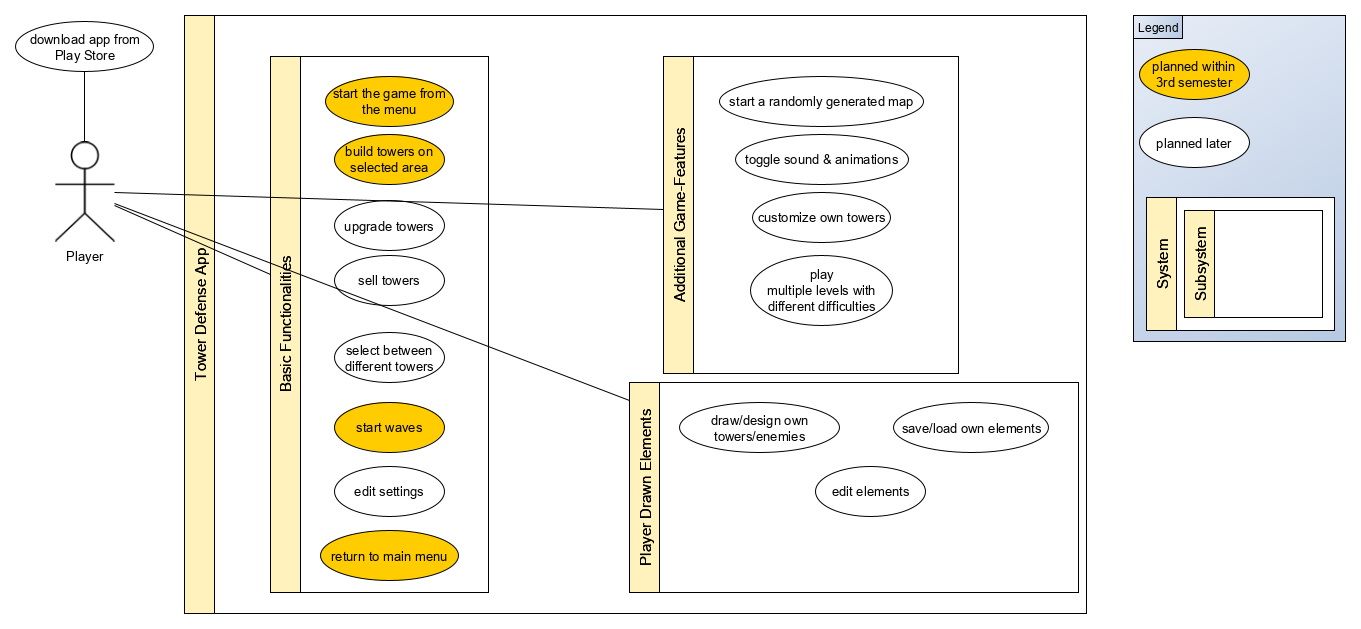 download app from
Play Store
Player
Tower Defense App
Basic Functionalities
start the game from
the menu
build towers on
selected area
upgrade towers
sell towers
select between
different towers
start waves
edit settings
return to main menu
Additional Game-Features
start a randomly generated map
toggle sound & animations
customize own towers
play
multiple levels with
different difficulties
Player Drawn Elements
draw/design own
towers/enemies
save/load own elements
edit elements
Legend
planned within
3rd semester
planned later
System
Subsystem